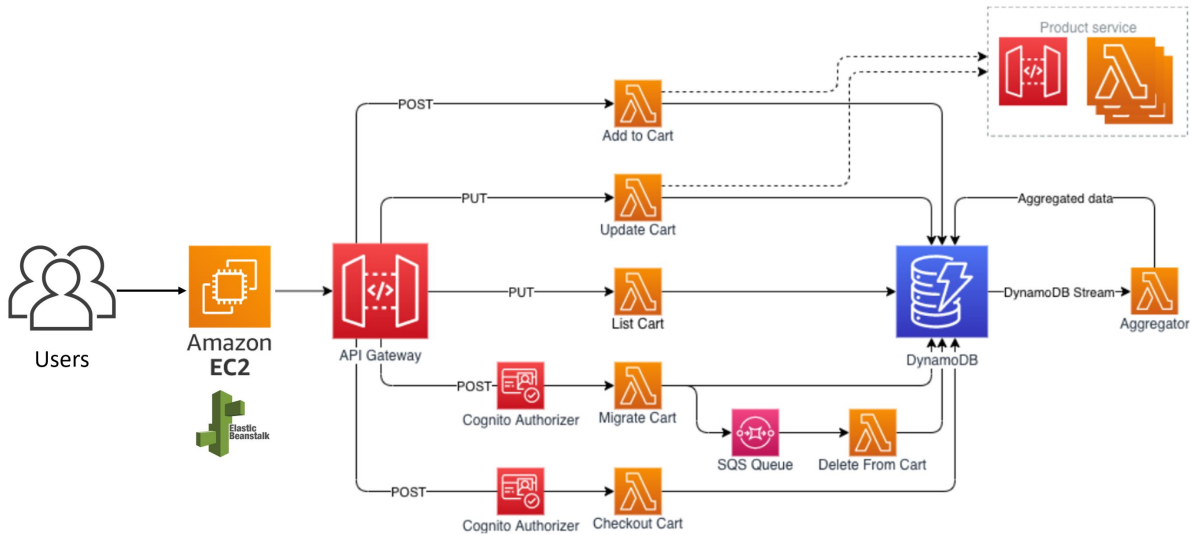 Product service
POST
Add to Cart
PUT
Update Cart
Aggregated data
Users
Amazon
EC2
Elastic
Beanstalk
API Gateway
PUT
List Cart
DynamoDB
DynamoDB Stream
Aggregator
POST
Cognito Authorizer
Migrate Cart
SQS Queue
Delete From Cart
POST
Cognito Authorizer
Checkout Cart